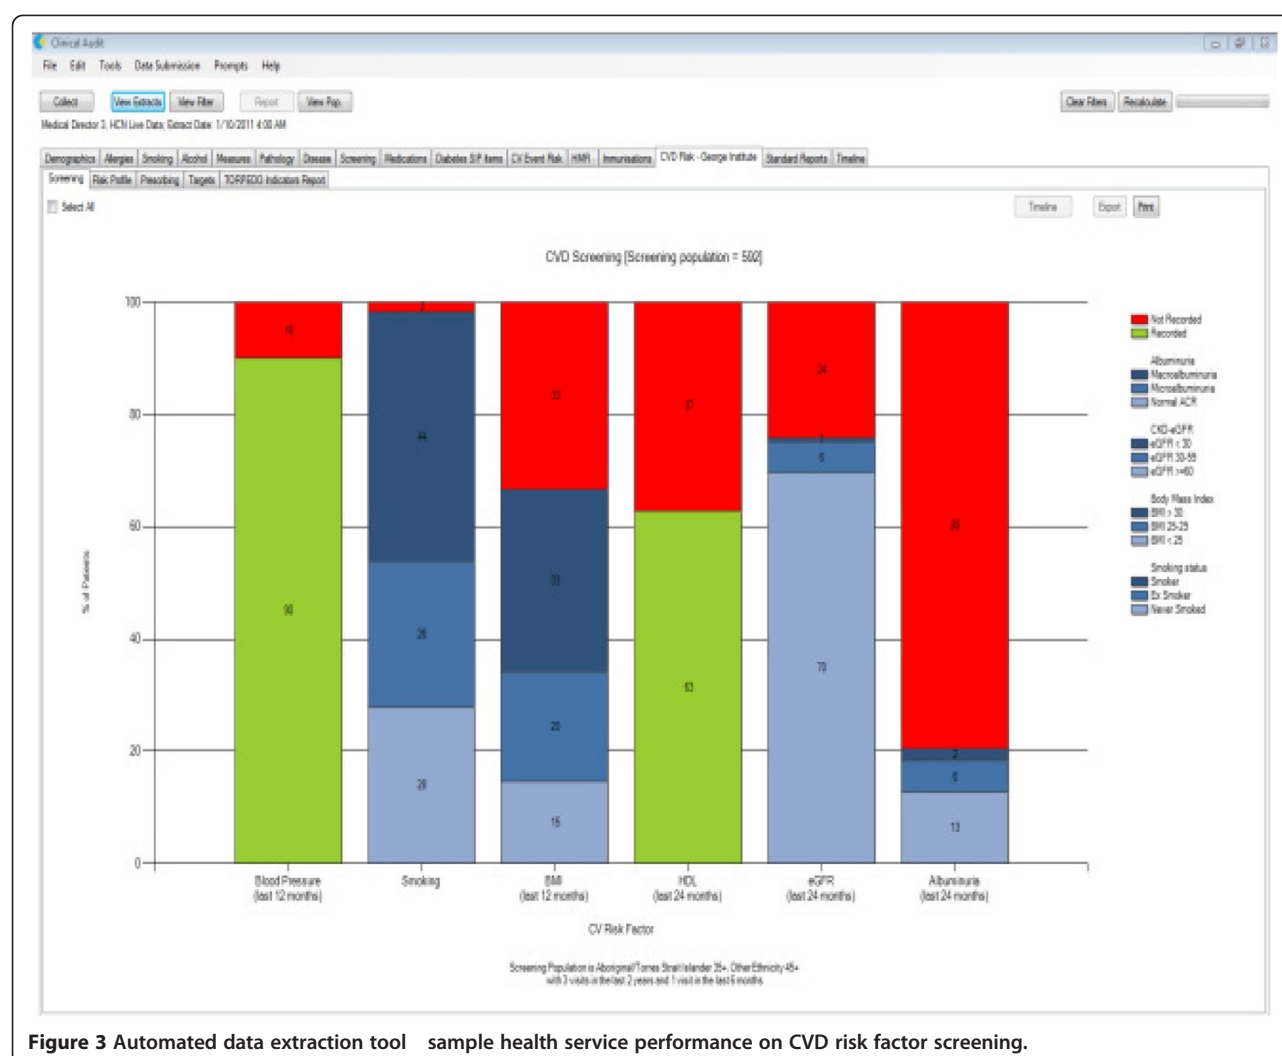 Clinical Audit
File Edit Tools Data Submission Prompts Help
Collect View Extracts View Filter Report View Pop. Clear Filters Recalculate
Medical Director 3, HCN Live Data; Extract Date: 1/10/2011 4:00 AM
Demographics Allergies Smoking Alcohol Measures Pathology Disease Screening Medications Diabetes SIP Items CV Event Risk HMR Immunisations CVD Risk - George Institute Standard Reports Timeline
Screening Risk Profile Prescribing Targets TORPEDO Indicators Report
Select All Timeline Export Print
CVD Screening [Screening population = 502]
% of Patients
100
80
60
40
20
0
10
90
2
44
26
28
33
33
20
15
37
63
24
1
6
70
2
6
13
Not Recorded
Recorded
Albuminuria
Macroalbuminuria
Microalbuminuria
Normal ACR
CKD-eGFR
eGFR < 30
eGFR 30-59
eGFR >=60
Body Mass Index
BMI > 30
BMI 25-29
BMI < 25
Smoking status
Smoker
Ex Smoker
Never Smoked
Blood Pressure Smoking BMI HDL eGFR Albuminuria
(last 12 months) (last 12 months) (last 24 months) (last 24 months) (last 24 months)
CV Risk Factor
Screening Population is Aboriginal/Torres Strait Islander 35+, Other Ethnicity 45+
with 3 visits in the last 2 years and 1 visit in the last 6 months
Figure 3 Automated data extraction tool sample health service performance on CVD risk factor screening.